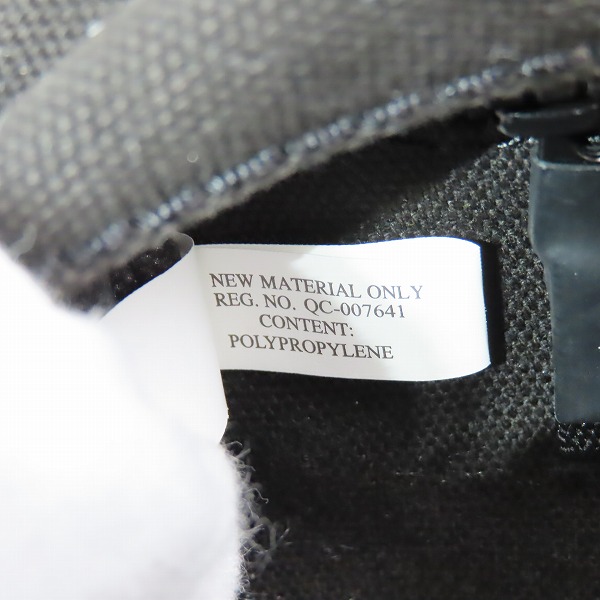 NEW MATERIAL ONLY
REG. NO. QC-007641
CONTENT:
POLYPROPYLENE